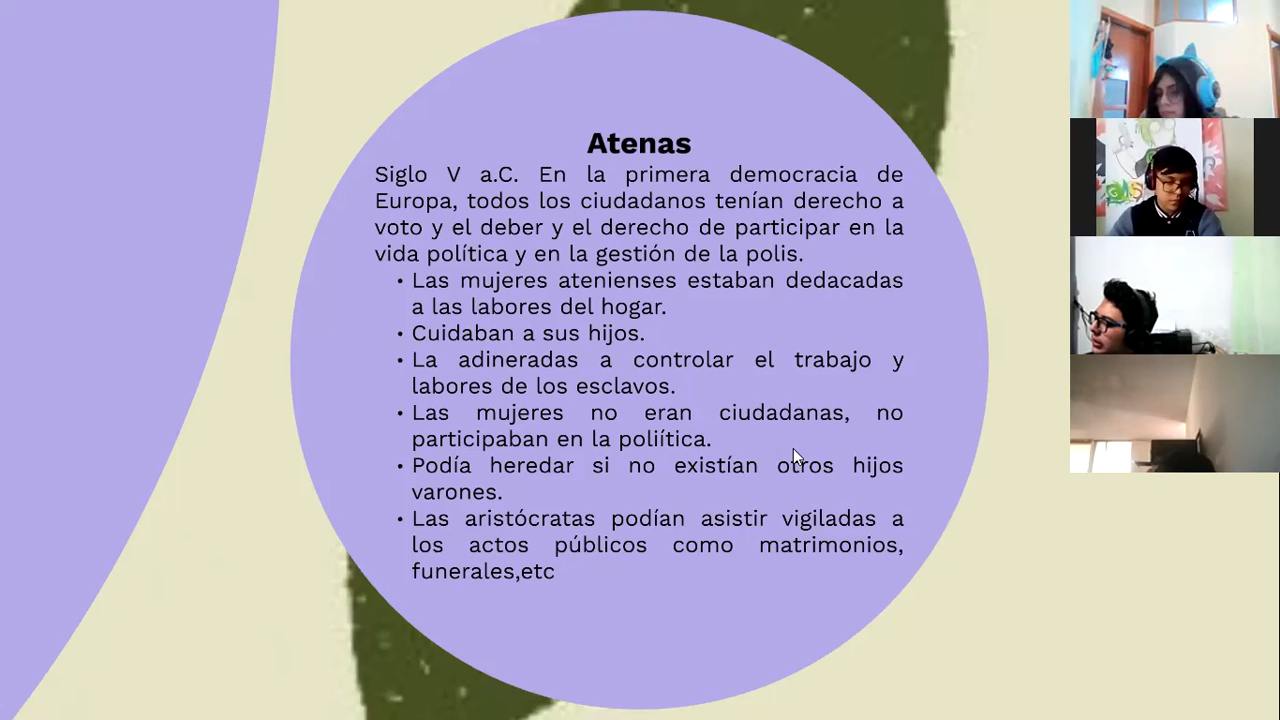 Atenas
Siglo V a.C. En la primera democracia de
Europa, todos los ciudadanos tenían derecho a
voto y el deber y el derecho de participar en la
vida política y en la gestión de la polis.
• Las mujeres atenienses estaban dedacadas
a las labores del hogar.
• Cuidaban a sus hijos.
• La adineradas a controlar el trabajo y
labores de los esclavos.
• Las mujeres no eran ciudadanas, no
participaban en la poliítica.
• Podía heredar si no existían otros hijos
varones.
• Las aristócratas podían asistir vigiladas a
los actos públicos como matrimonios,
funerales,etc